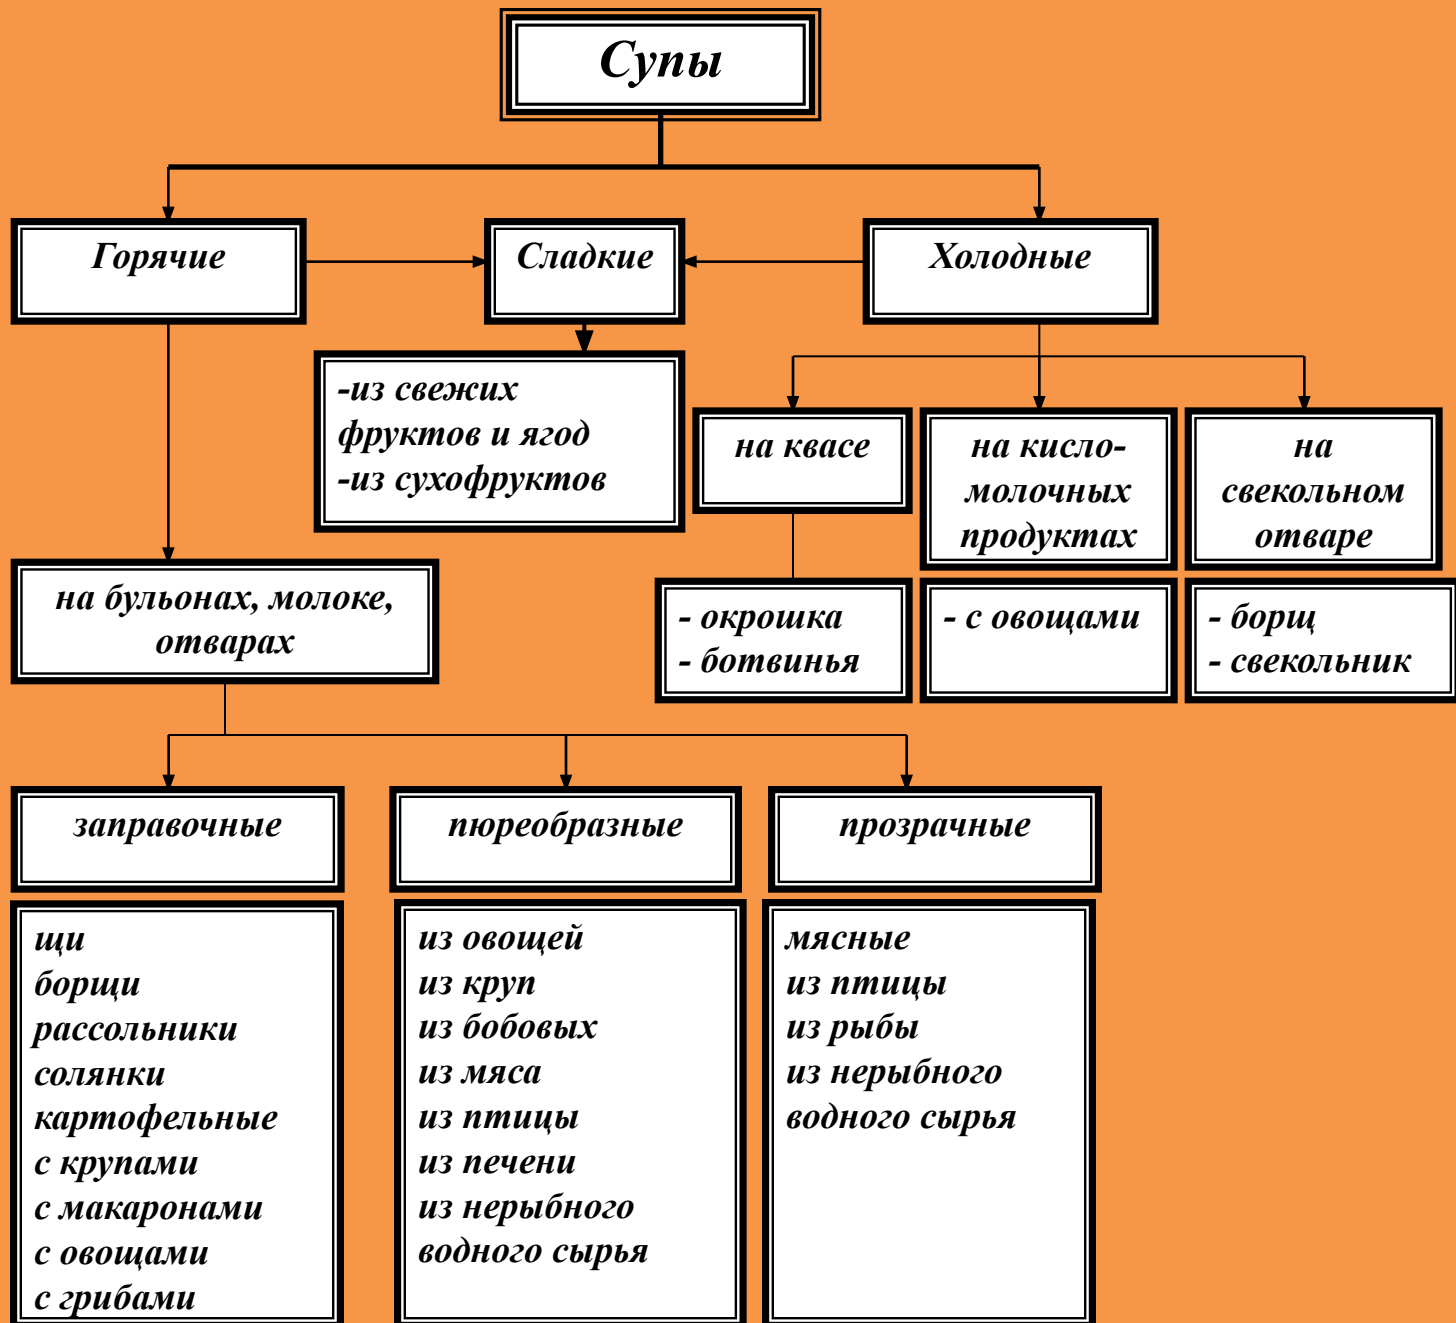 Супы
Горячие
Сладкие
Холодные
-из свежих
фруктов и ягод
-из сухофруктов
на квасе
на кисло-
молочных
продуктах
на
свекольном
отваре
- окрошка
- ботвинья
- с овощами
- борщ
- свекольник
на бульонах, молоке,
отварах
заправочные
пюреобразные
прозрачные
щи
борщи
рассольники
солянки
картофельные
с крупами
с макаронами
с овощами
с грибами
из овощей
из круп
из бобовых
из мяса
из птицы
из печени
из нерыбного
водного сырья
мясные
из птицы
из рыбы
из нерыбного
водного сырья